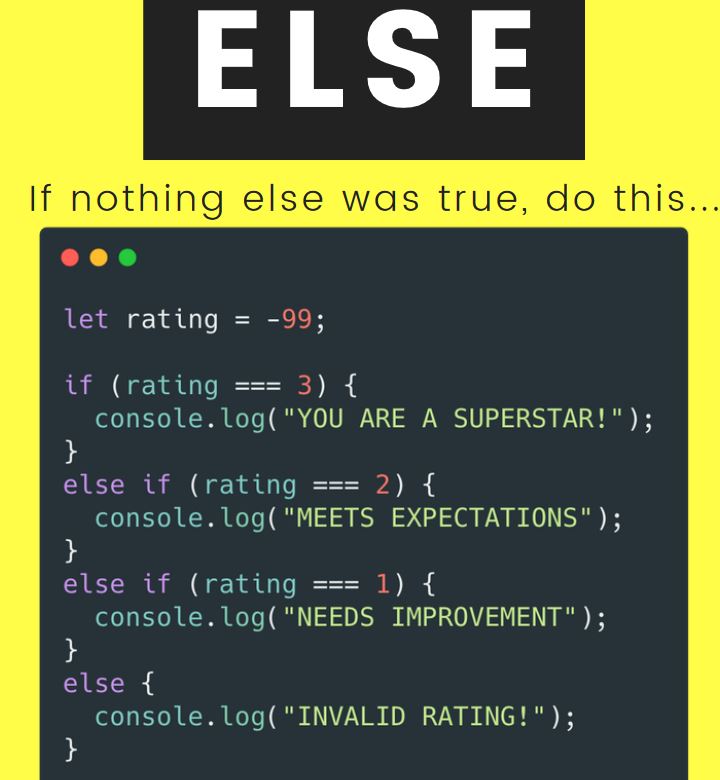 ELSE
If nothing else was true, do this...
let rating = -99;
if (rating === 3) {
  console.log("YOU ARE A SUPERSTAR!");
}
else if (rating === 2) {
  console.log("MEETS EXPECTATIONS");
}
else if (rating === 1) {
  console.log("NEEDS IMPROVEMENT");
}
else {
  console.log("INVALID RATING!");
}